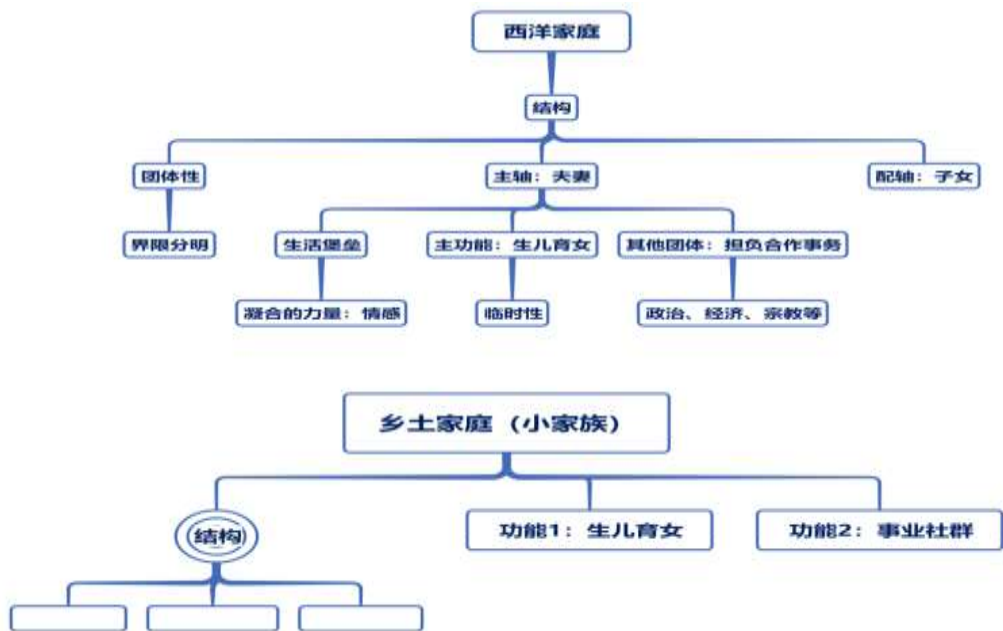 西洋家庭
结构
团体性
主轴：夫妻
配轴：子女
界限分明
生活堡垒
主功能：生儿育女
其他团体：担负合作事务
凝合的力量：情感
临时性
政治、经济、宗教等
乡土家庭（小家族）
结构
功能1：生儿育女
功能2：事业社群